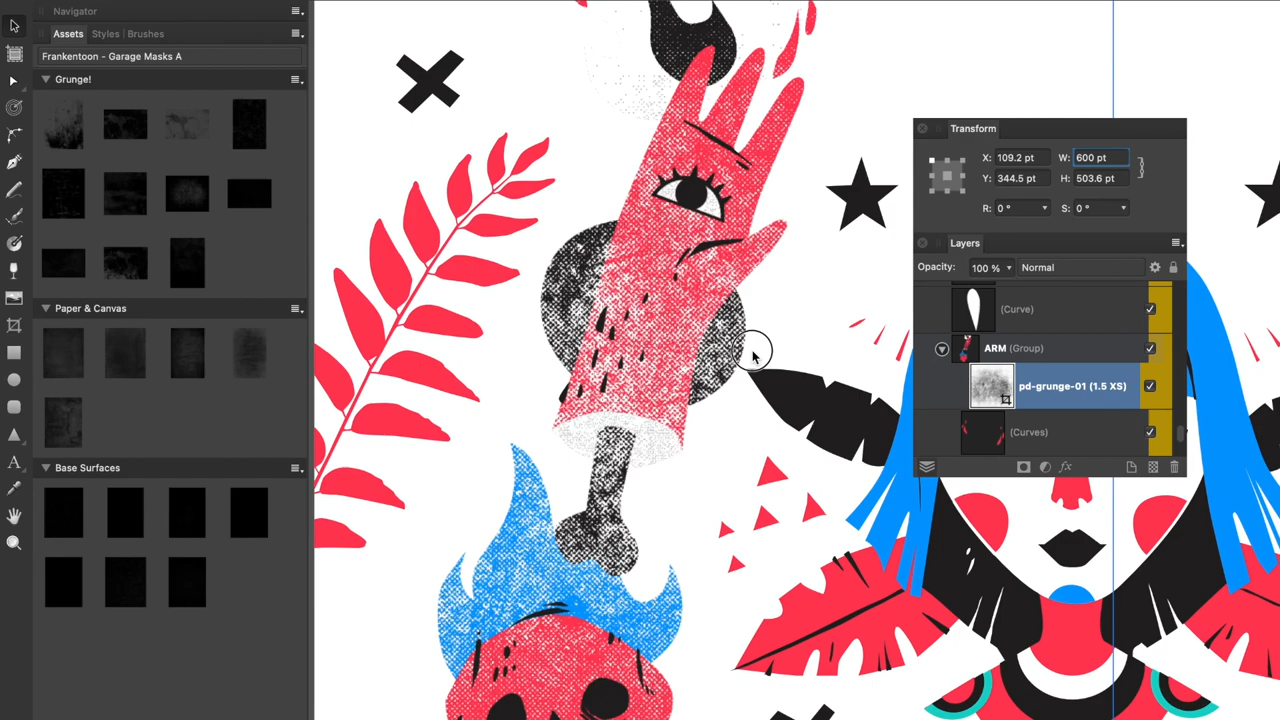 Navigator
Assets Styles Brushes
Frankentoon - Garage Masks A
Grunge!
Paper & Canvas
Base Surfaces
A
Transform
X: 109.2 pt W: 600 pt
Y: 344.5 pt H: 503.6 pt
R: 0 ° S: 0 °
Layers
Opacity: 100 % Normal
(Curve)
ARM (Group)
pd-grunge-01 (1.5 XS)
(Curves)
fx